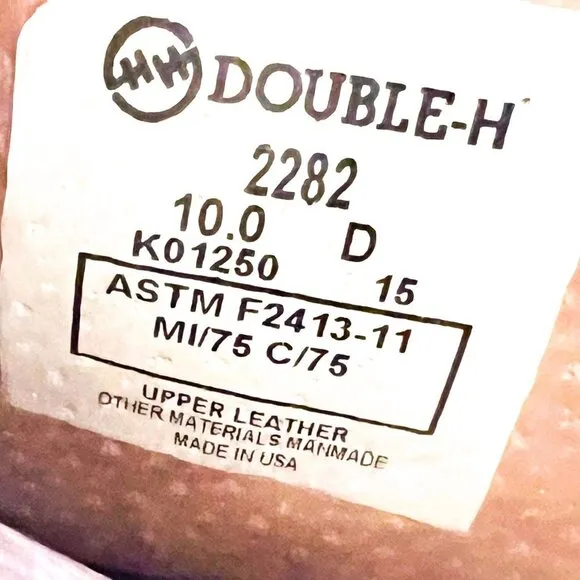 HH DOUBLE-H
2282
10.0 D
K01250 15
ASTM F2413-11
MI/75 C/75
UPPER LEATHER
OTHER MATERIALS MANMADE
MADE IN USA